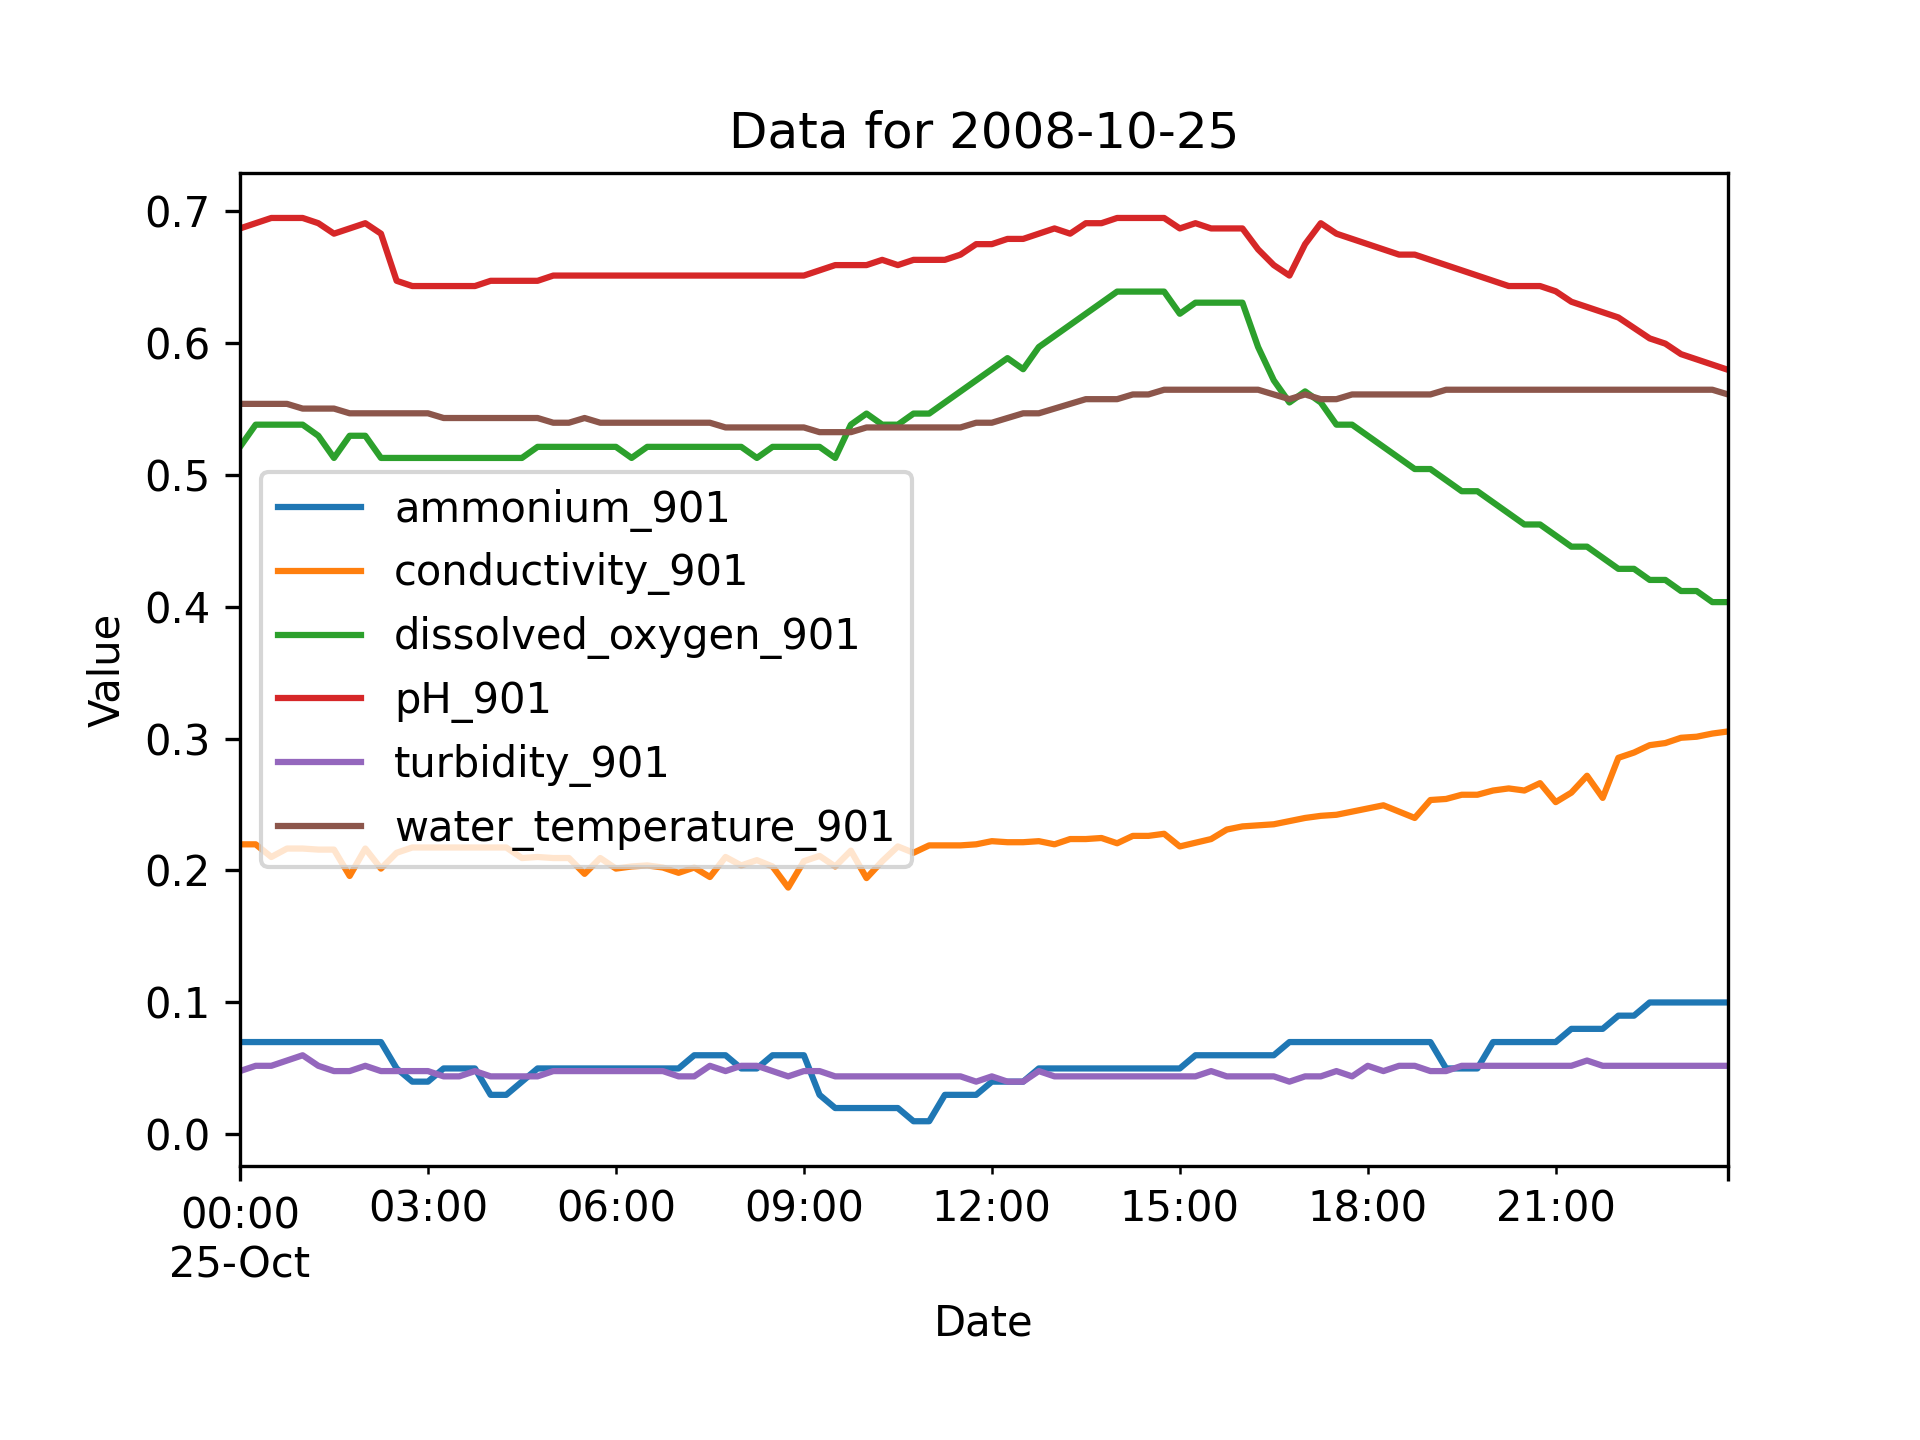 Data for 2008-10-25
Value
0.7
0.6
0.5
0.4
0.3
0.2
0.1
0.0
ammonium_901
conductivity_901
dissolved_oxygen_901
pH_901
turbidity_901
water_temperature_901
00:00 03:00 06:00 09:00 12:00 15:00 18:00 21:00
25-Oct
Date